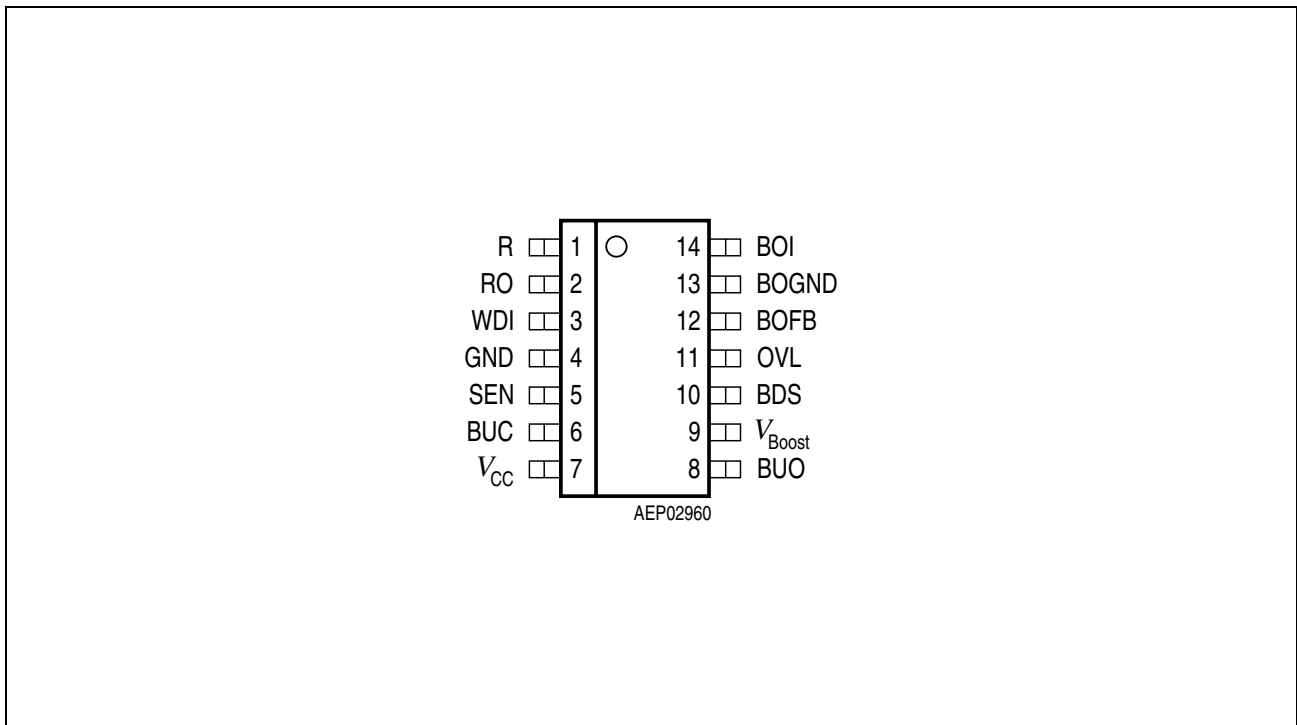 R 1 14 BOI
RO 2 13 BOGND
WDI 3 12 BOFB
GND 4 11 OVL
SEN 5 10 BDS
BUC 6 9 VBoost
VCC 7 8 BUO
AEP02960